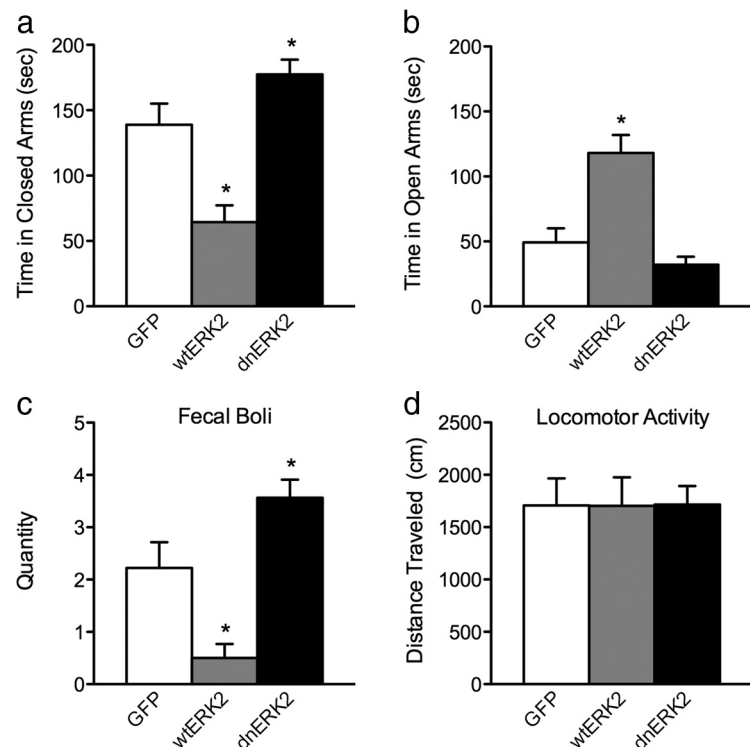 a
Time in Closed Arms (sec)
200
150
100
50
0
*
*
GFP
wtERK2
dnERK2
b
Time in Open Arms (sec)
200
150
100
50
0
*
GFP
wtERK2
dnERK2
c
Fecal Boli
Quantity
5
4
3
2
1
0
*
*
GFP
wtERK2
dnERK2
d
Locomotor Activity
Distance Traveled (cm)
2500
2000
1500
1000
500
0
GFP
wtERK2
dnERK2